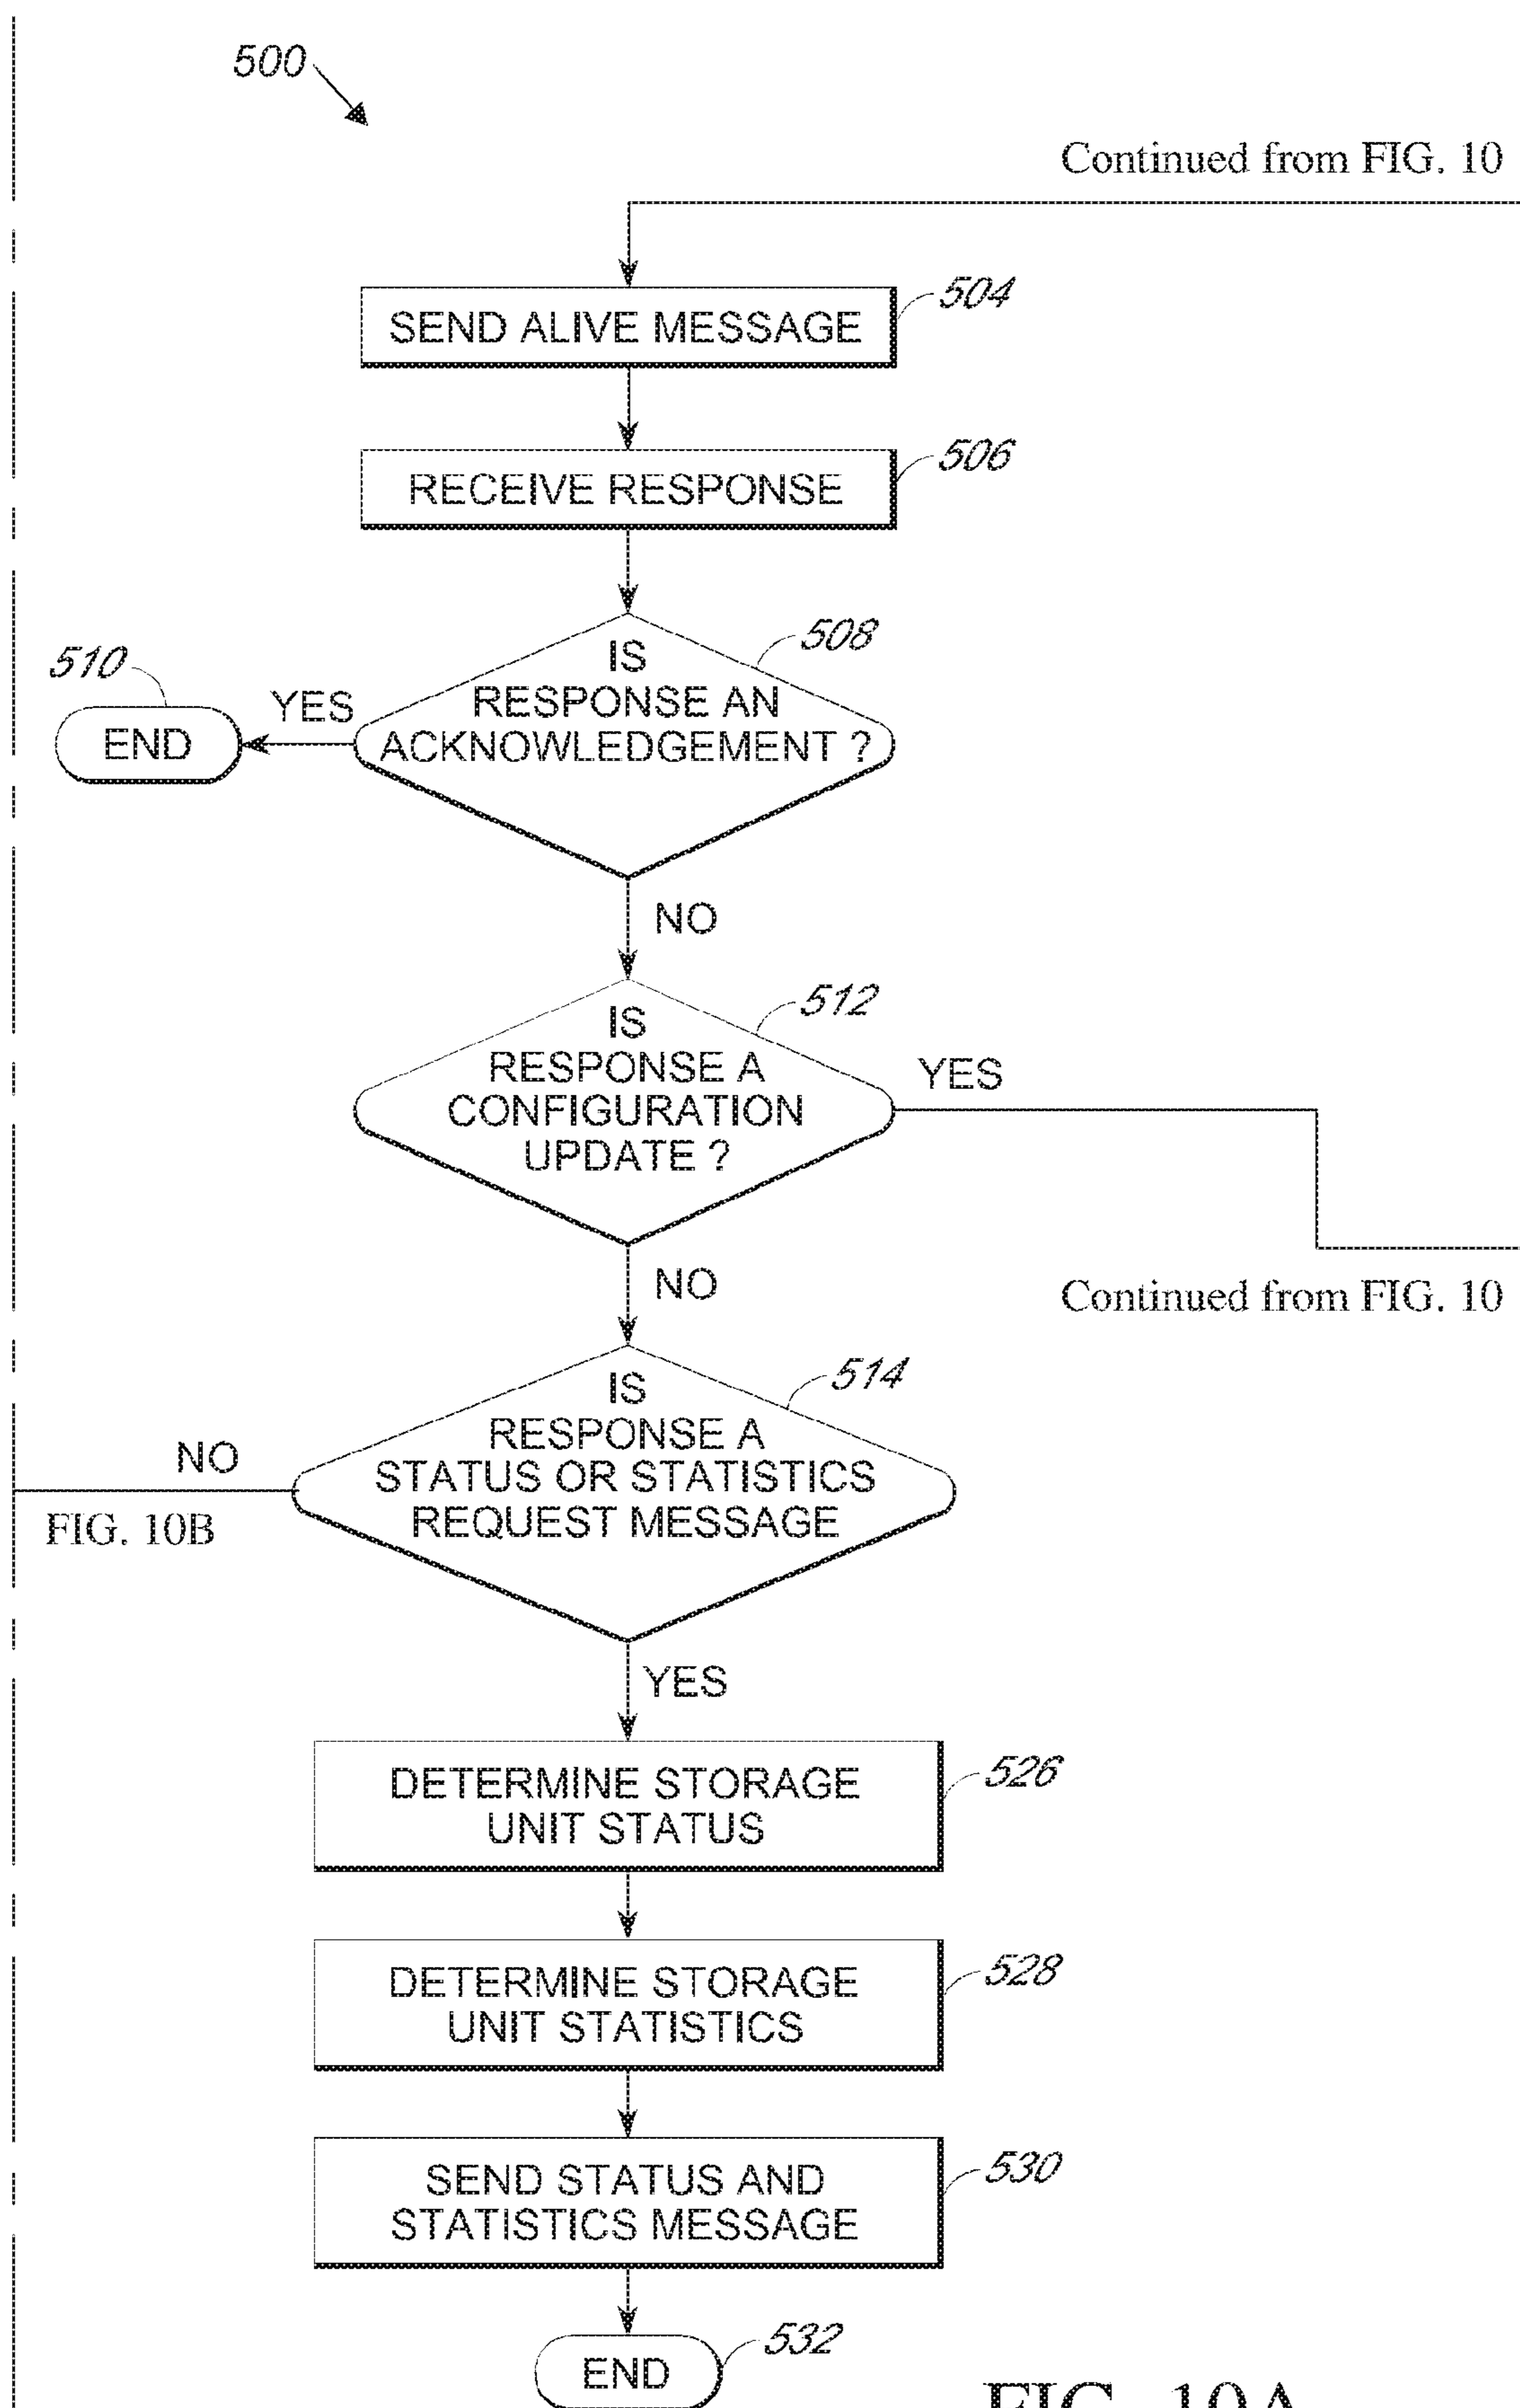 500
Continued from FIG. 10
SEND ALIVE MESSAGE
504
RECEIVE RESPONSE
506
IS
RESPONSE AN
ACKNOWLEDGEMENT ?
508
YES
510
END
NO
IS
RESPONSE A
CONFIGURATION
UPDATE ?
512
YES
Continued from FIG. 10
NO
IS
RESPONSE A
STATUS OR STATISTICS
REQUEST MESSAGE
514
NO
FIG. 10B
YES
DETERMINE STORAGE
UNIT STATUS
526
DETERMINE STORAGE
UNIT STATISTICS
528
SEND STATUS AND
STATISTICS MESSAGE
530
END
532
FIG. 10A